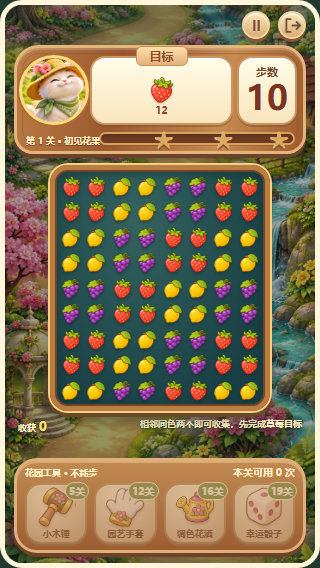 目标
步数
12
10
第 1 关 • 初见花果
收获 0
相邻同色两个即可收集，先完成草莓目标
花园工具 • 不耗步
本关可用 0 次
5关
12关
16关
19关
小木锤
园艺手套
调色花洒
幸运骰子